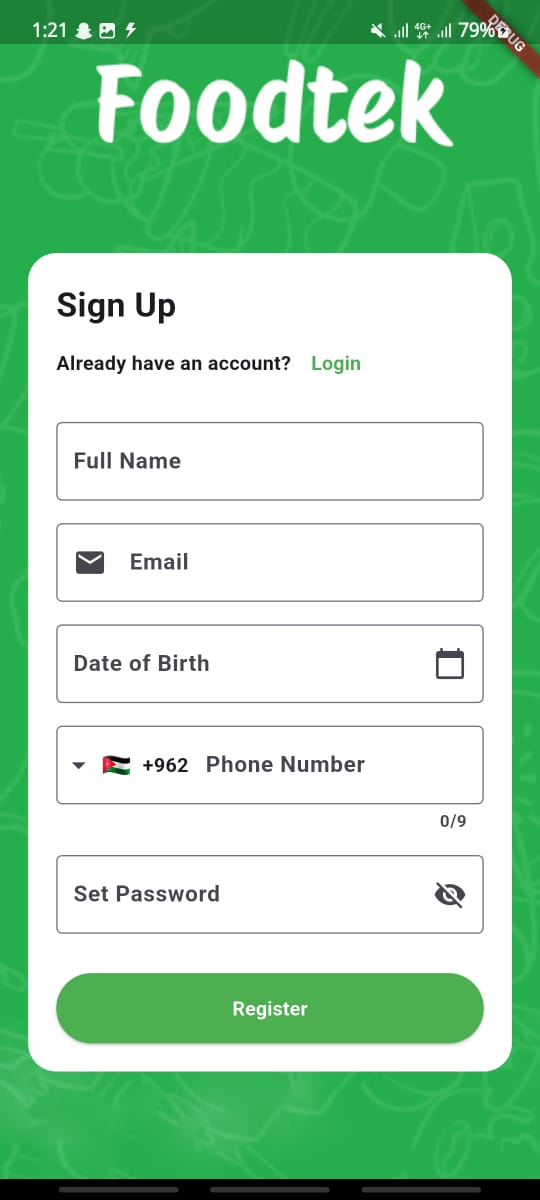 1:21 4G+ 79%
DEBUG
Foodtek
Sign Up
Already have an account? Login
Full Name
Email
Date of Birth
+962 Phone Number
0/9
Set Password
Register